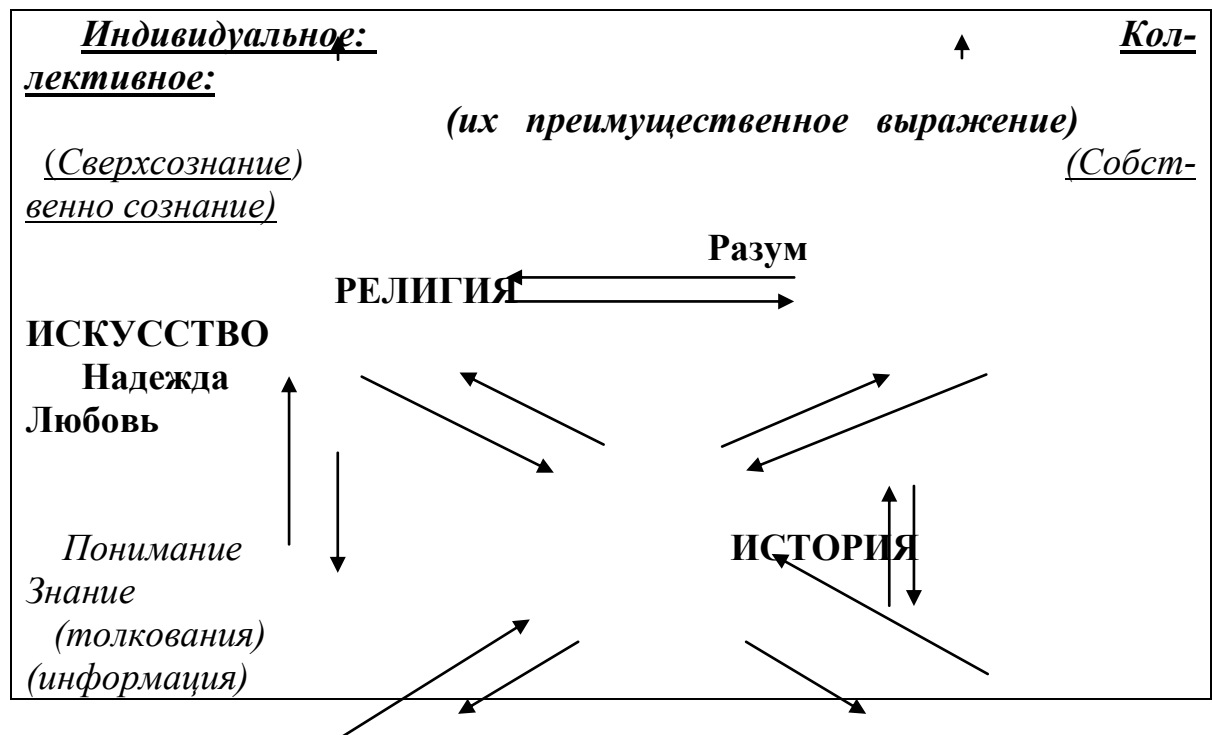 Индивидуальное: Кол-
лективное:
(их преимущественное выражение)
(Сверхсознание) (Собст-
венно сознание)
Разум
РЕЛИГИЯ
ИСКУССТВО
Надежда
Любовь
Понимание ИСТОРИЯ
Знание
(толкования)
(информация)